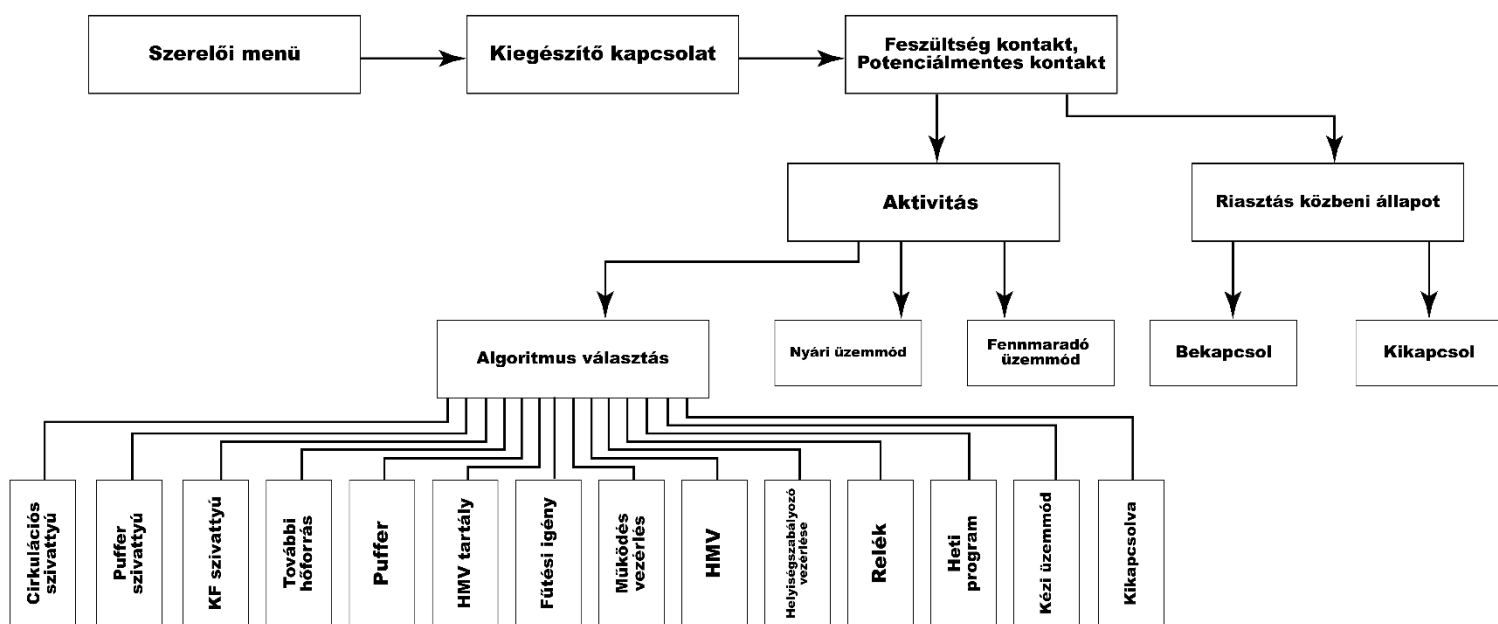 Szerelői menü
Kiegészítő kapcsolat
Feszültség kontakt,
Potenciálmentes kontakt
Aktivitás
Riasztás közbeni állapot
Algoritmus választás
Nyári üzemmód
Fennmaradó
üzemmód
Bekapcsol
Kikapcsol
Cirkulációs
szivattyú
Puffer
szivattyú
KF szivattyú
További
hőforrás
Puffer
HMV tartály
Fűtési igény
Működés
vezérlés
HMV
Helyiségszabályozó
vezérlése
Relék
Heti
program
Kézi üzemmód
Kikapcsolva